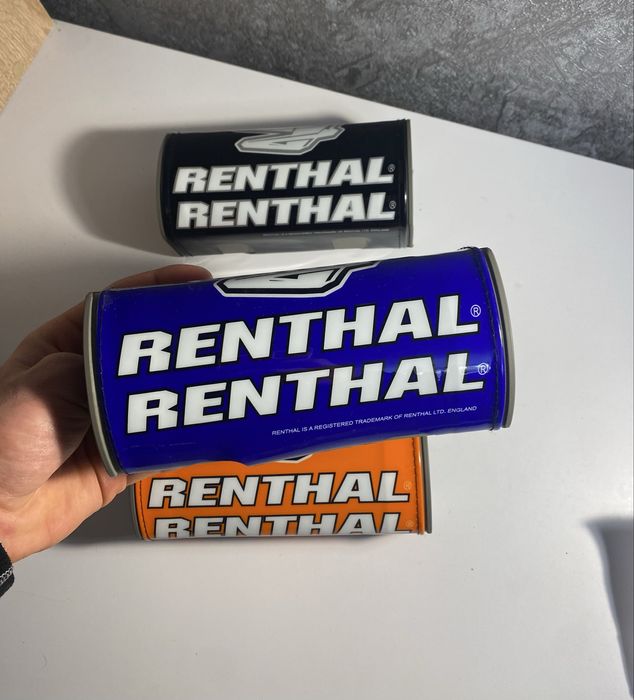 RENTHAL®
RENTHAL®
RENTHAL®
RENTHAL®
RENTHAL IS A REGISTERED TRADEMARK OF RENTHAL LTD. ENGLAND
RENTHAL®
RENTHAL